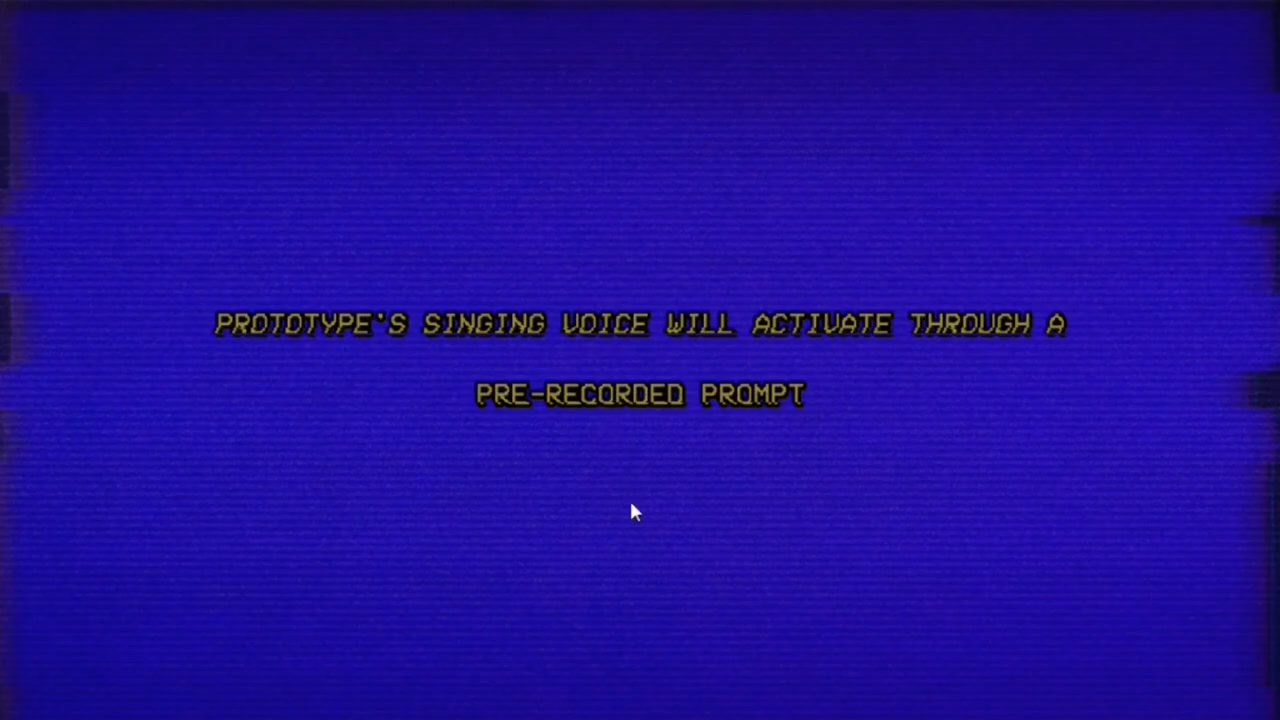 PROTOTYPE'S SINGING VOICE WILL ACTIVATE THROUGH A
PRE-RECORDED PROMPT